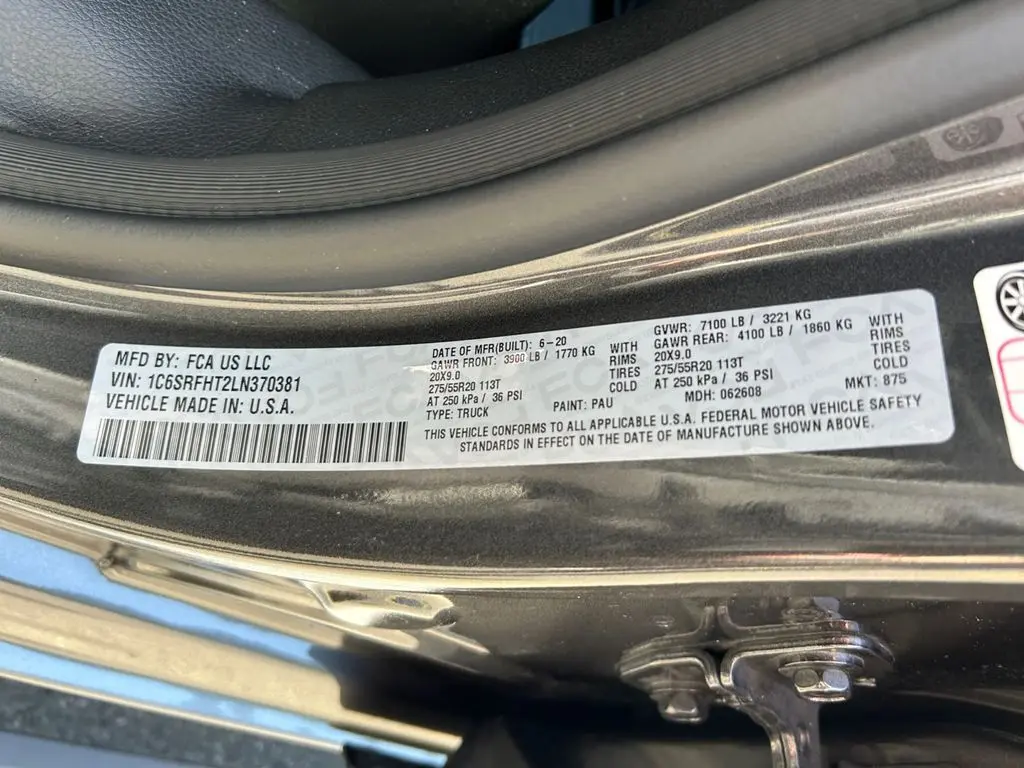 MFD BY: FCA US LLC
VIN: 1C6SRFHT2LN370381
VEHICLE MADE IN: U.S.A.
DATE OF MFR(BUILT): 6-20
GAWR FRONT: 3900 LB / 1770 KG WITH
20X9.0 RIMS
275/55R20 113T TIRES
AT 250 kPa / 36 PSI COLD
TYPE: TRUCK PAINT: PAU
GVWR: 7100 LB / 3221 KG
GAWR REAR: 4100 LB / 1860 KG WITH
20X9.0 RIMS
275/55R20 113T TIRES
AT 250 kPa / 36 PSI COLD
MDH: 062608 MKT: 875
THIS VEHICLE CONFORMS TO ALL APPLICABLE U.S.A. FEDERAL MOTOR VEHICLE SAFETY
STANDARDS IN EFFECT ON THE DATE OF MANUFACTURE SHOWN ABOVE.